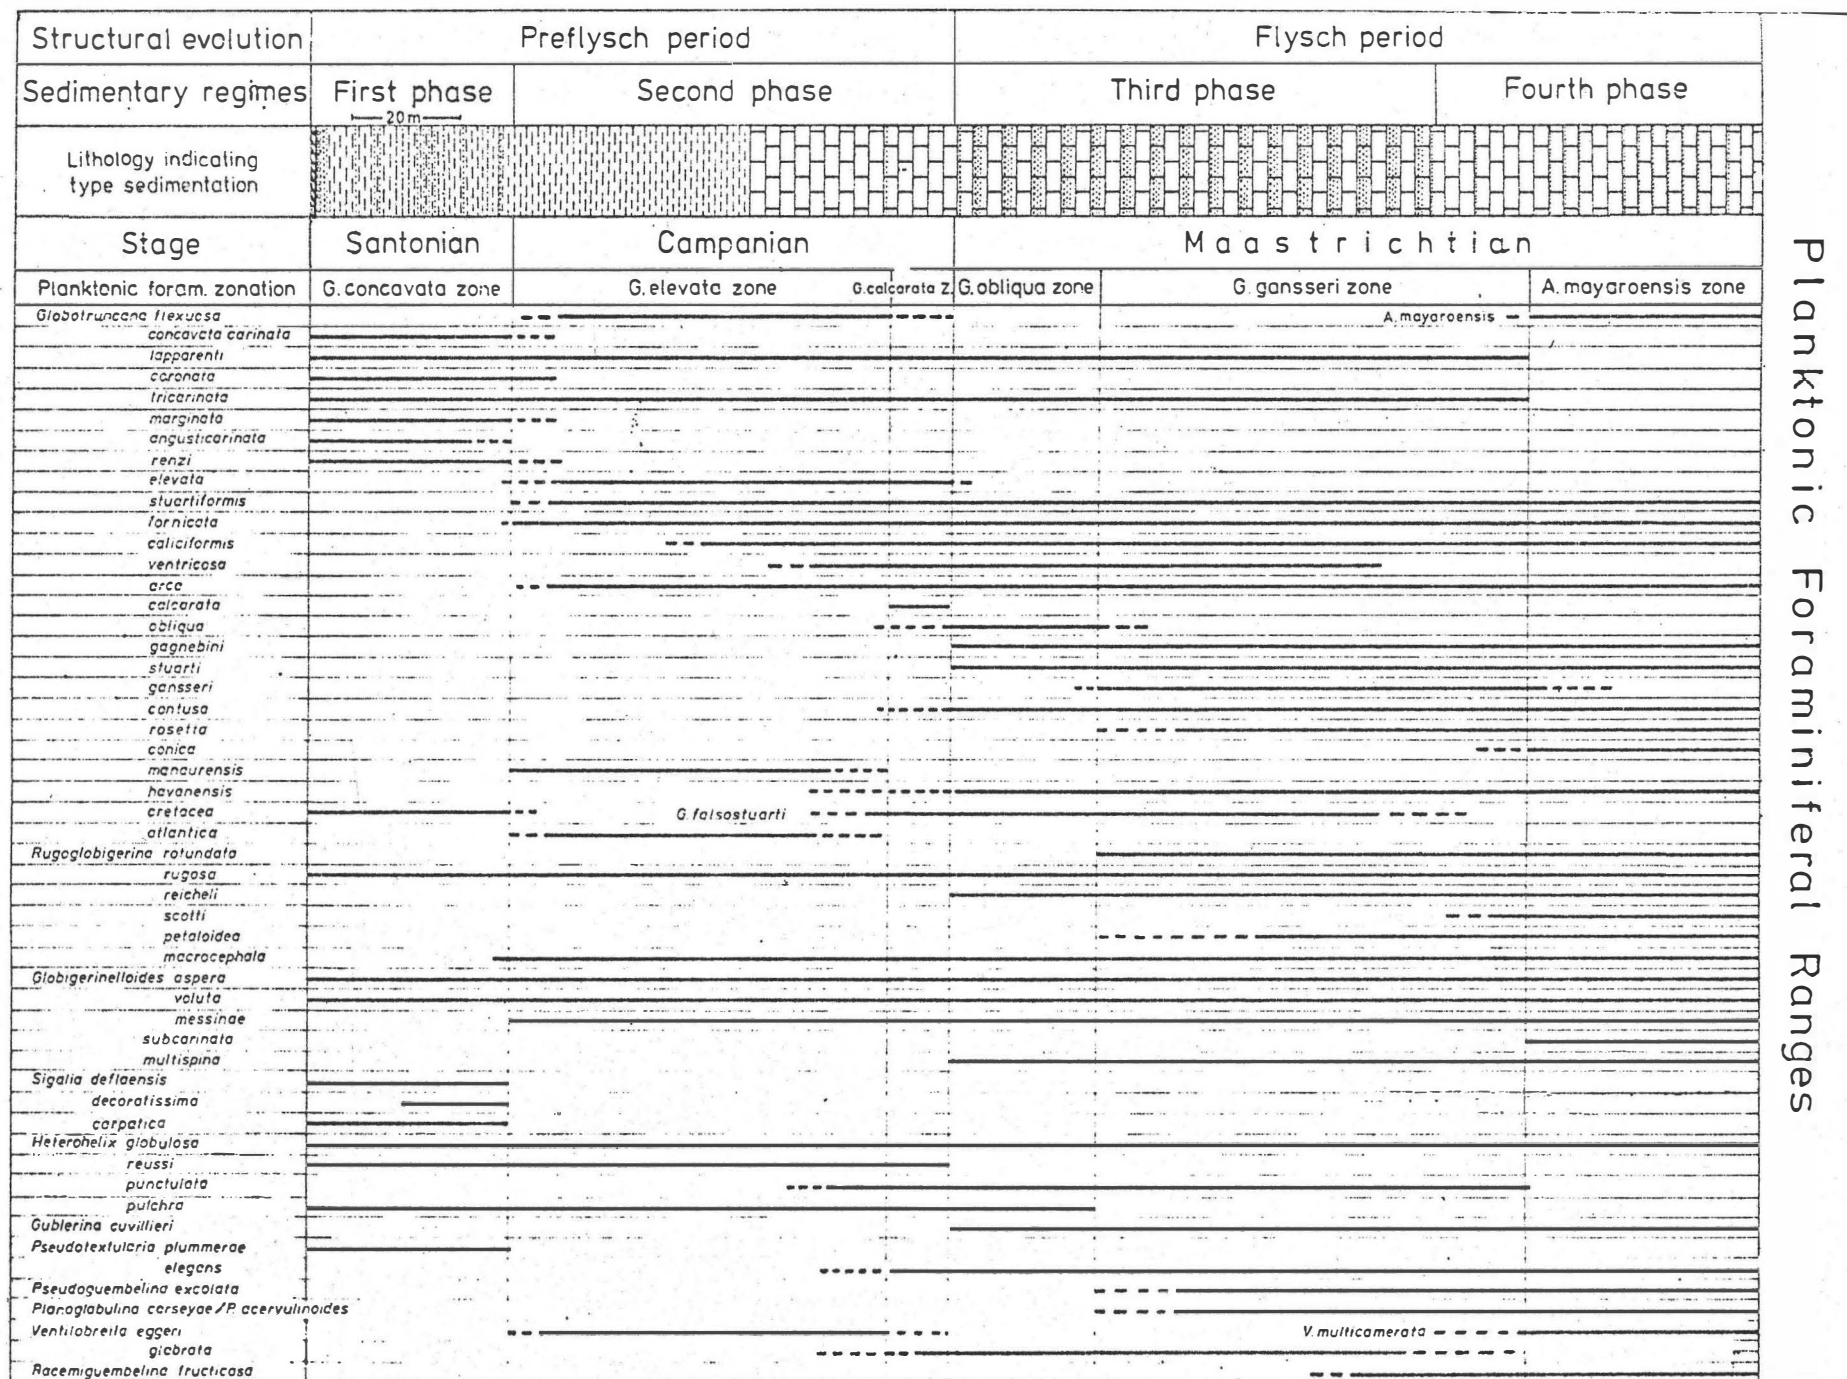 Structural evolution Preflysch period Flysch period
Sedimentary regimes First phase Second phase Third phase Fourth phase
20m
Lithology indicating
type sedimentation
Stage Santonian Campanian Maastrichtian
Planktonic foram. zonation G.concavata zone G.elevata zone G.calcarata Z. G.obliqua zone G.gansseri zone A.mayaroensis zone
Globotruncana flexuosa A.mayaroensis
concavata carinata
lapparenti
coronata
tricarinata
marginata
angusticarinata
renzi
elevata
stuartiformis
fornicata
caliciformis
ventricosa
arca
calcarata
obliqua
gagnebini
stuarti
gansseri
contusa
rosetta
conica
manaurensis
havanensis
cretacea G.falsostuarti
atlantica
Rugoglobigerina rotundata
rugosa
reicheli
scotti
petaloidea
macrocephala
Globigerinelloides aspera
voluta
messinae
subcarinata
multispina
Sigalia deflaensis
decoratissima
carpatica
Heterohelix globulosa
reussi
punctulata
pulchra
Gublerina cuvillieri
Pseudotextularia plummerae
elegans
Pseudoguembelina excolata
Planoglabulina carseyae/P. acervulinoides
Ventilabrella eggeri V.multicamerata
glabrata
Racemiguembelina fructicosa
Planktonic Foraminiferal Ranges